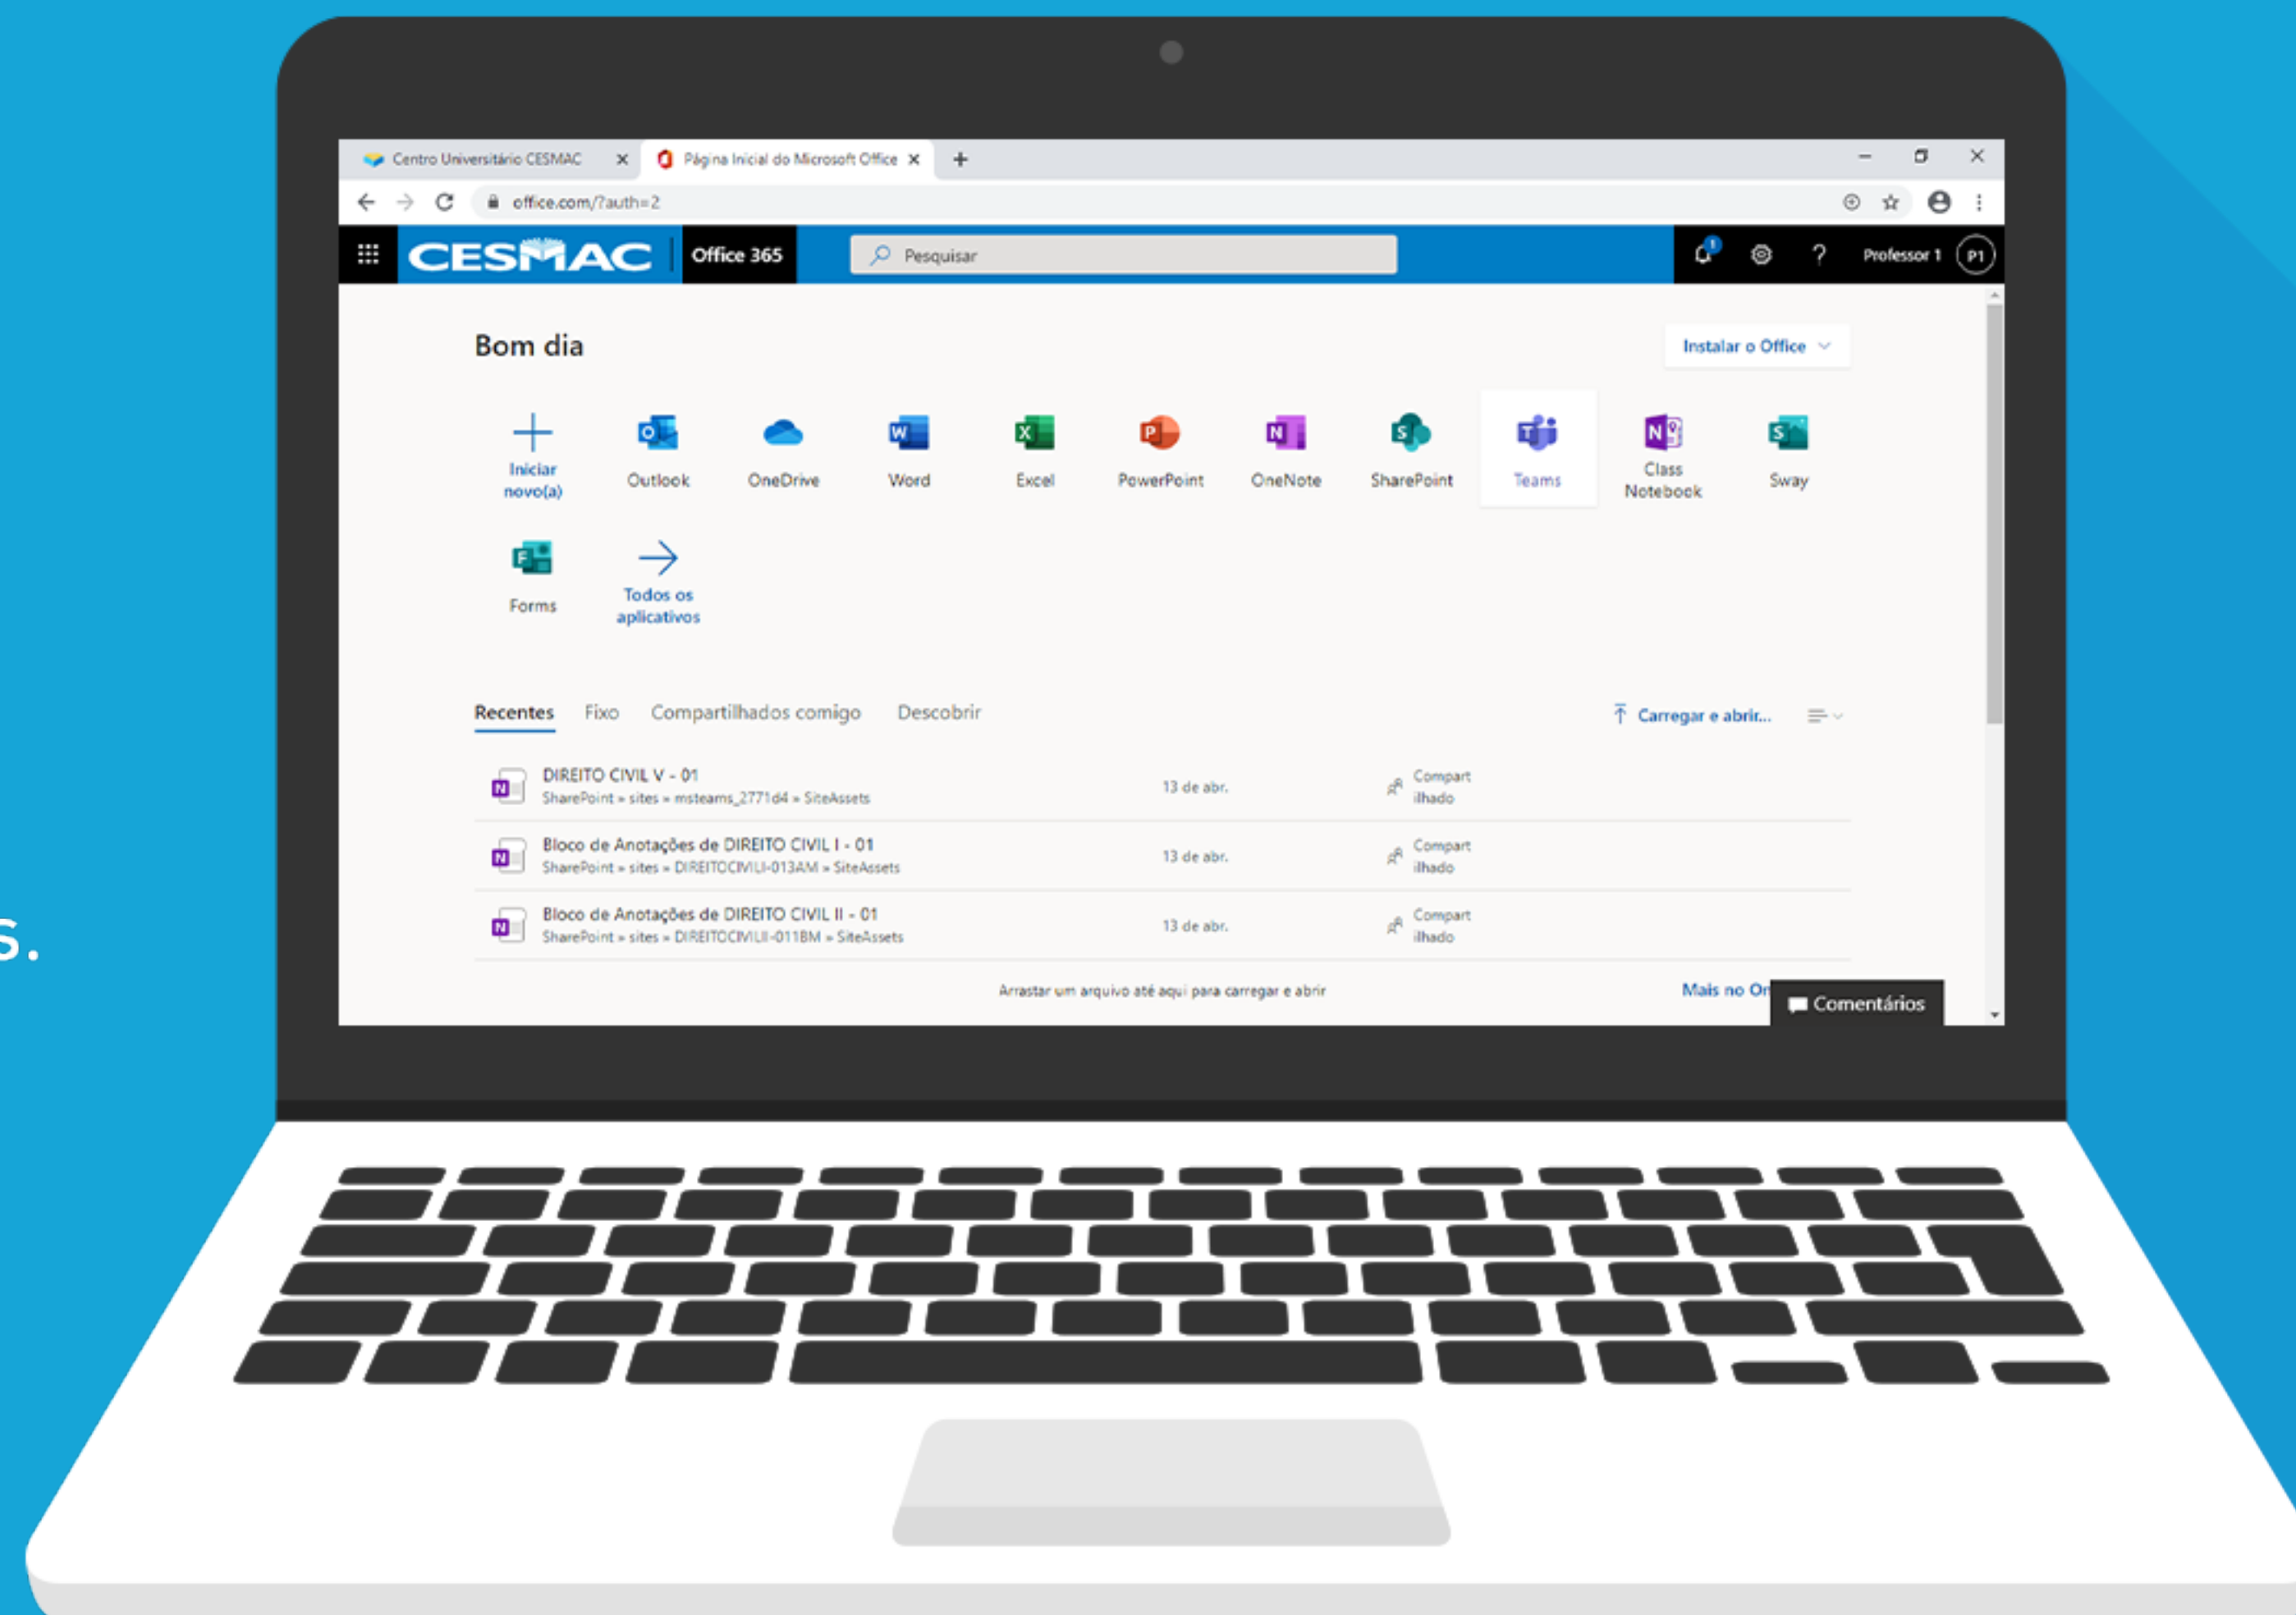 Centro Universitário CESMAC
Página Inicial do Microsoft Office
office.com/?auth=2
CESMAC
Office 365
Pesquisar
1
Professor 1
P1
Bom dia
Instalar o Office
Iniciar
novo(a)
Outlook
OneDrive
Word
Excel
PowerPoint
OneNote
SharePoint
Teams
Class
Notebook
Sway
Forms
Todos os
aplicativos
Recentes
Fixo
Compartilhados comigo
Descobrir
Carregar e abrir...
DIREITO CIVIL V - 01
SharePoint » sites » msteams_2771d4 » SiteAssets
13 de abr.
Compart
ilhado
Bloco de Anotações de DIREITO CIVIL I - 01
SharePoint » sites » DIREITOCIVILI-013AM » SiteAssets
13 de abr.
Compart
ilhado
Bloco de Anotações de DIREITO CIVIL II - 01
SharePoint » sites » DIREITOCIVILII-011BM » SiteAssets
13 de abr.
Compart
ilhado
s.
Arrastar um arquivo até aqui para carregar e abrir
Mais no On
Comentários